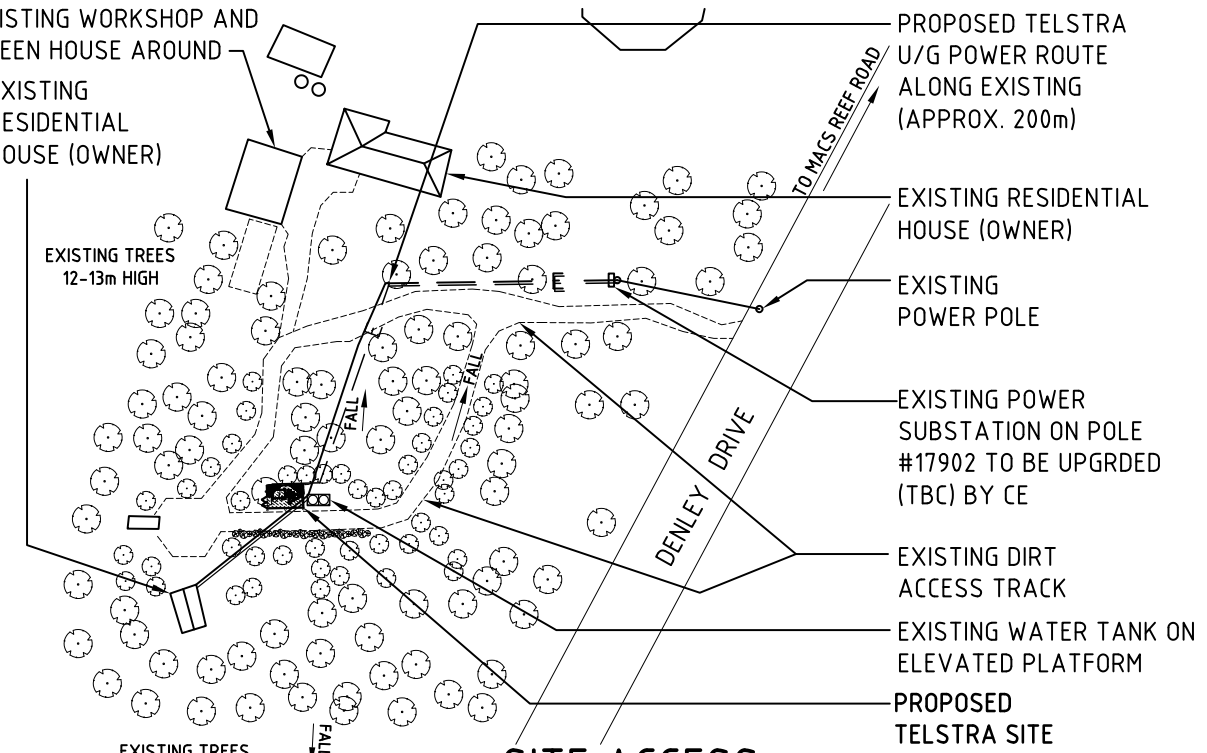 ISTING WORKSHOP AND
EEN HOUSE AROUND
XISTING
ESIDENTIAL
OUSE (OWNER)
EXISTING TREES
12-13m HIGH
PROPOSED TELSTRA
U/G POWER ROUTE
ALONG EXISTING
(APPROX. 200m)
TO MACS REEF ROAD
EXISTING RESIDENTIAL
HOUSE (OWNER)
EXISTING
POWER POLE
E
FALL
FALL
EXISTING POWER
SUBSTATION ON POLE
#17902 TO BE UPGRDED
(TBC) BY CE
DENLEY DRIVE
EXISTING DIRT
ACCESS TRACK
EXISTING WATER TANK ON
ELEVATED PLATFORM
PROPOSED
TELSTRA SITE
FALL
EXISTING TREES
SITE ACCESS